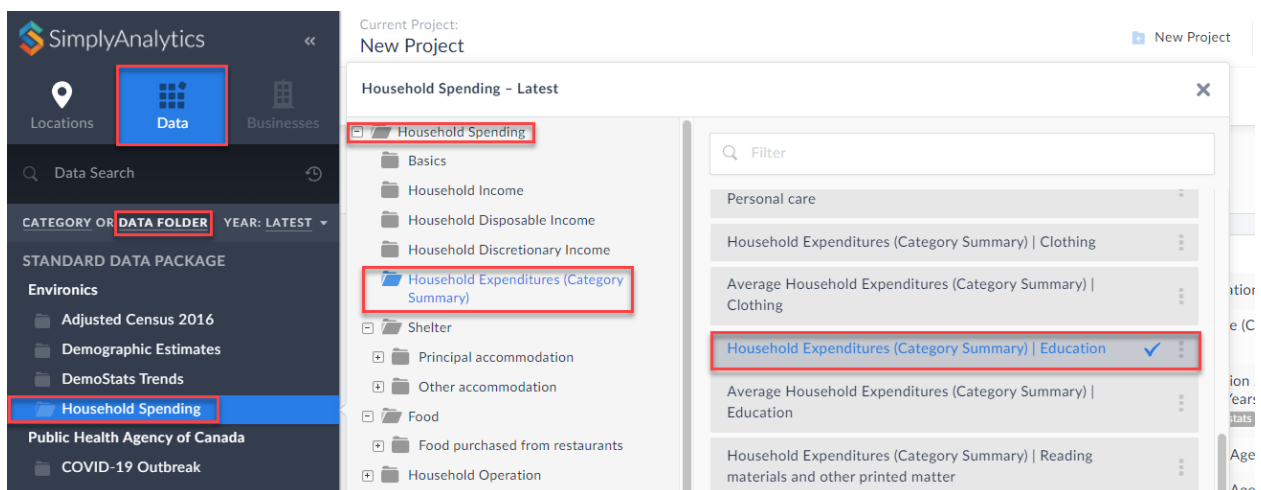 SimplyAnalytics «
Current Project:
New Project
New Project
Locations
Data
Businesses
Data Search
CATEGORY OR DATA FOLDER YEAR: LATEST
STANDARD DATA PACKAGE
Environics
Adjusted Census 2016
Demographic Estimates
DemoStats Trends
Household Spending
Public Health Agency of Canada
COVID-19 Outbreak
Household Spending – Latest
Household Spending
Basics
Household Income
Household Disposable Income
Household Discretionary Income
Household Expenditures (Category
Summary)
Shelter
Principal accommodation
Other accommodation
Food
Food purchased from restaurants
Household Operation
Filter
Personal care
Household Expenditures (Category Summary) | Clothing
Average Household Expenditures (Category Summary) |
Clothing
Household Expenditures (Category Summary) | Education
Average Household Expenditures (Category Summary) |
Education
Household Expenditures (Category Summary) | Reading
materials and other printed matter